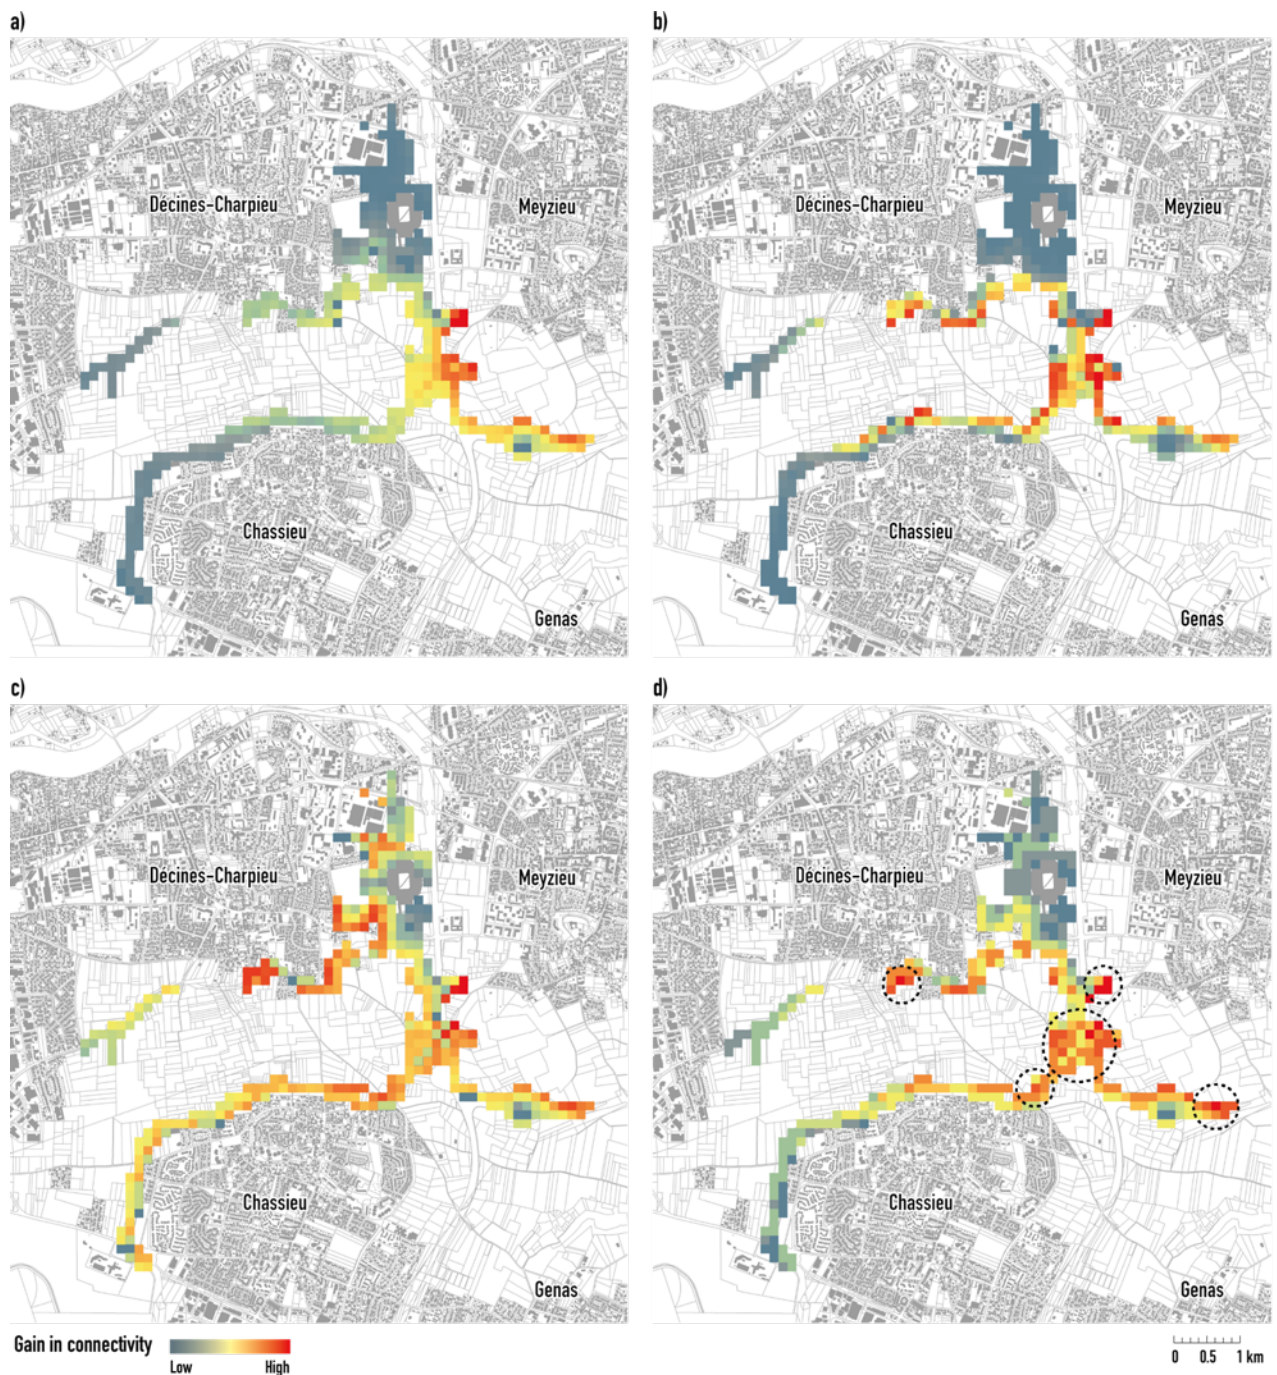 a)
b)
Décines-Charpieu
Meyzieu
Décines-Charpieu
Meyzieu
Chassieu
Chassieu
Genas
Genas
c)
d)
Décines-Charpieu
Meyzieu
Décines-Charpieu
Meyzieu
Chassieu
Chassieu
Genas
Genas
Gain in connectivity
Low High
0 0.5 1 km